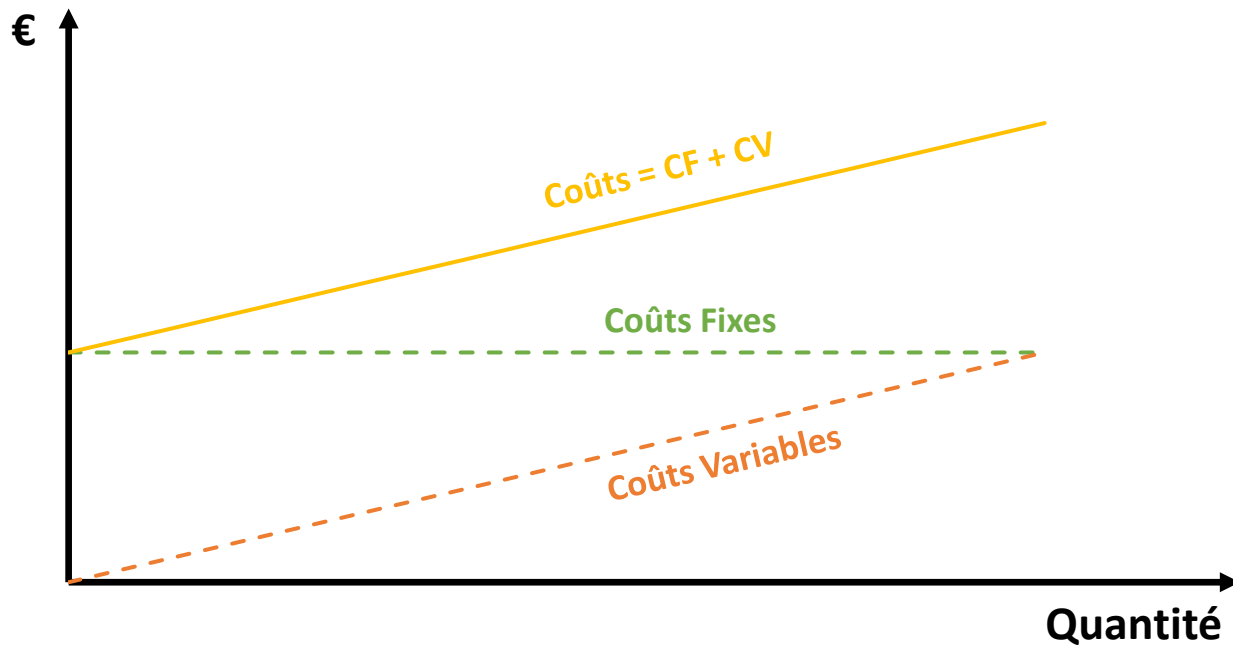 €
Coûts = CF + CV
Coûts Fixes
Coûts Variables
Quantité